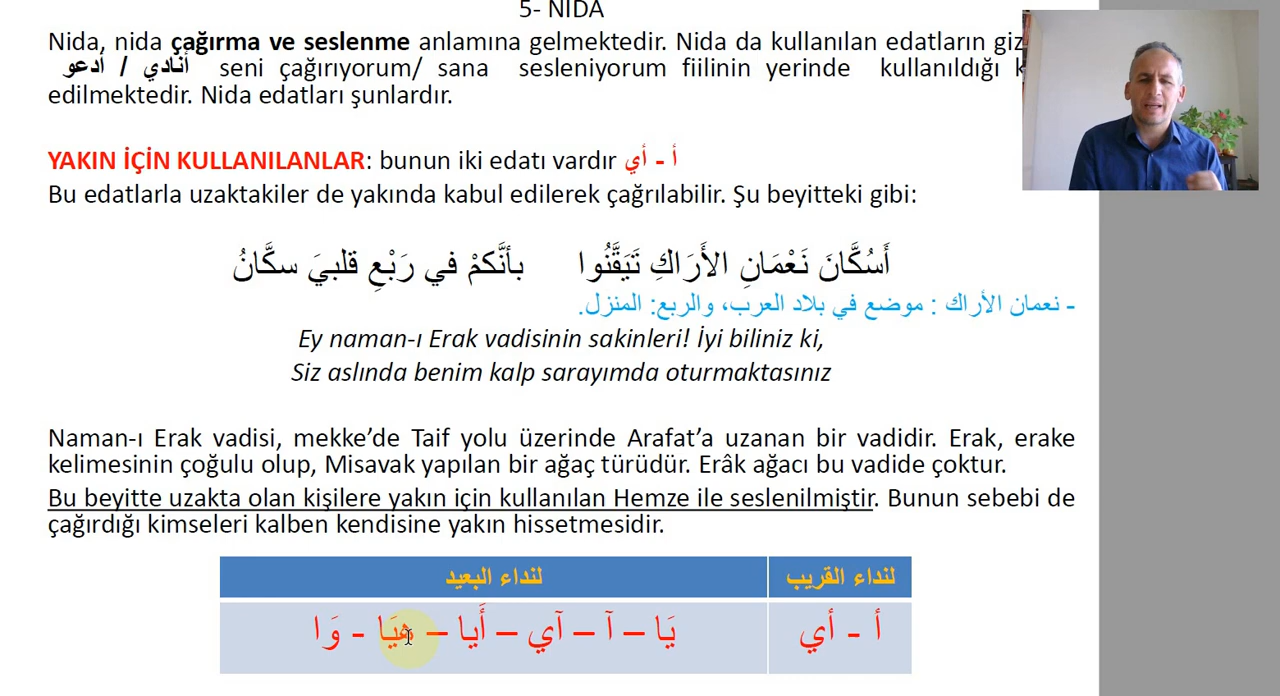 5- NİDA
Nida, nida çağırma ve seslenme anlamına gelmektedir. Nida da kullanılan edatların
أنادي / أدعو seni çağırıyorum/ sana sesleniyorum fiilinin yerinde kullanıldığı
edilmektedir. Nida edatları şunlardır.
YAKIN İÇİN KULLANILANLAR: bunun iki edatı vardır أ - أي
Bu edatlarla uzaktakiler de yakında kabul edilerek çağrılabilir. Şu beyitteki gibi:
أَسُكَّانَ نَعْمَانِ الأَرَاكِ تَيَقَّنُوا بأنَّكمْ في رَبْعِ قلبيَ سكَّانُ
- نعمان الأراك : موضع في بلاد العرب، والربع: المنزل.
Ey naman-ı Erak vadisinin sakinleri! İyi biliniz ki,
Siz aslında benim kalp sarayımda oturmaktasınız
Naman-ı Erak vadisi, mekke’de Taif yolu üzerinde Arafat’a uzanan bir vadidir. Erak, erake
kelimesinin çoğulu olup, Misavak yapılan bir ağaç türüdür. Erâk ağacı bu vadide çoktur.
Bu beyitte uzakta olan kişilere yakın için kullanılan Hemze ile seslenilmiştir. Bunun sebebi de
çağırdığı kimseleri kalben kendisine yakın hissetmesidir.
لنداء القريب لنداء البعيد
أ - أي يَا – آ – آي – أَيا – هيَا - وَ ا